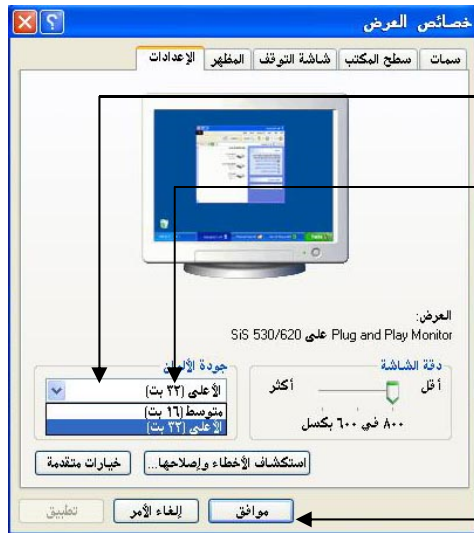 خصائص العرض
سمات
سطح المكتب
شاشة التوقف
المظهر
الإعدادات
العرض:
Plug and Play Monitor على SiS 530/620
دقة الشاشة
أقل
أكثر
٨٠٠ في ٦٠٠ بكسل
جودة الألوان
الأعلى (٣٢ بت)
متوسط (١٦ بت)
الأعلى (٣٢ بت)
استكشاف الأخطاء وإصلاحها...
خيارات متقدمة
موافق
إلغاء الأمر
تطبيق